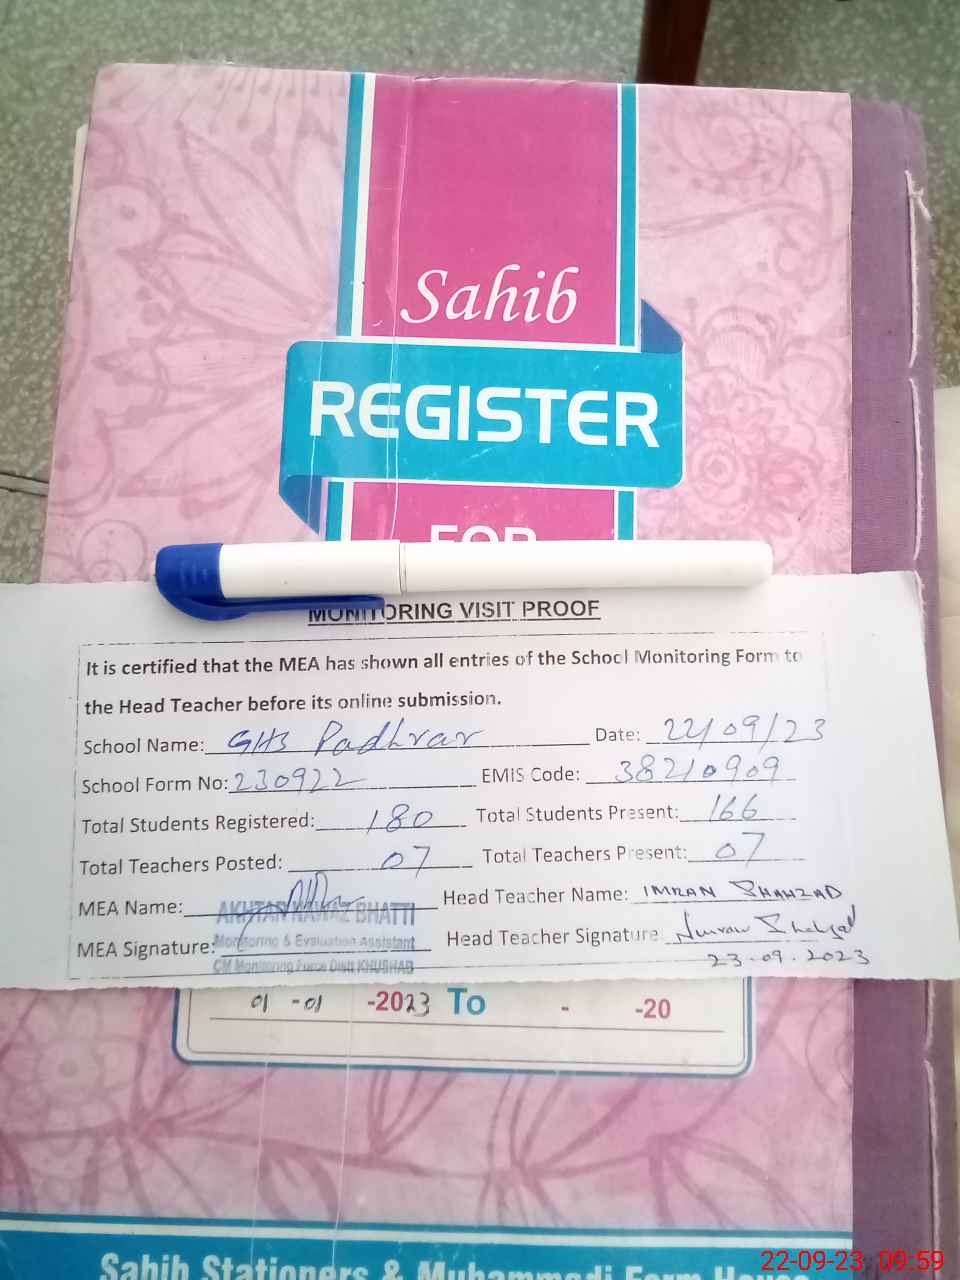 Sahib
REGISTER
FOR
MONITORING VISIT PROOF
It is certified that the MEA has shown all entries of the School Monitoring Form to
the Head Teacher before its online submission.
School Name: GHS Padhrar Date: 22/09/23
School Form No: 230922 EMIS Code: 38210909
Total Students Registered: 180 Total Students Present: 166
Total Teachers Posted: 07 Total Teachers Present: 07
MEA Name: AKHTAR NAWAZ BHATTI Head Teacher Name: IMRAN SHAHZAD
MEA Signature: Monitoring & Evaluation Assistant Head Teacher Signature Imran Shahzad
CM Monitoring Force Distt KHUSHAB 23.09.2023
01 -01 -2023 To - -20
Sahib Stationers & Muhammadi Form House
22-09-23 09:59